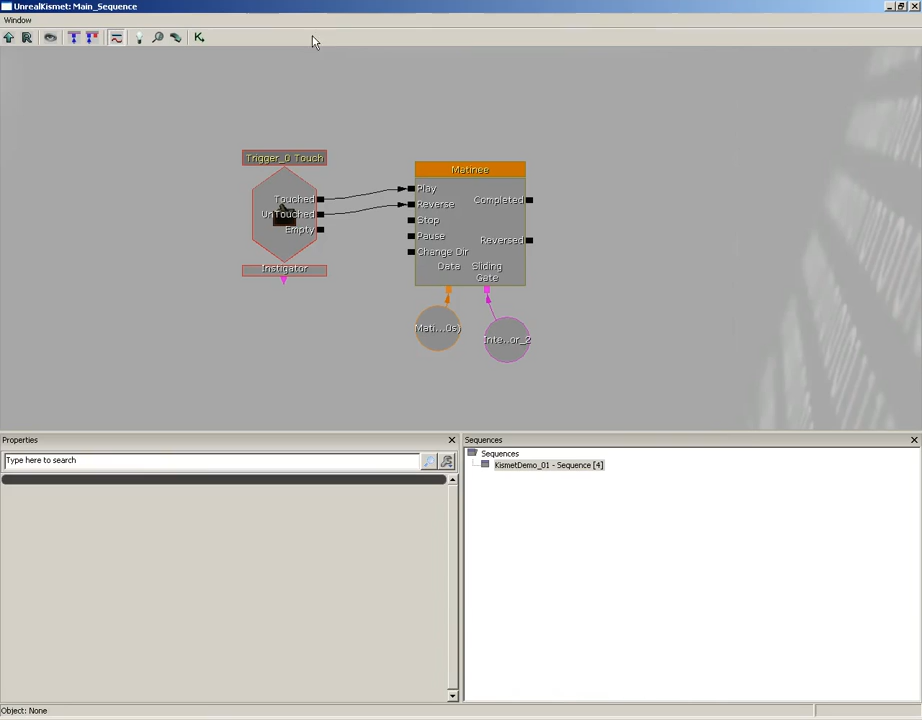 UnrealKismet: Main_Sequence
Window
Trigger_0 Touch
Touched
UnTouched
Empty
Instigator
Matinee
Play
Reverse
Stop
Pause
Change Dir
Completed
Reversed
Data
Sliding
Gate
Mati...0s)
Inte..or_2
Properties
Type here to search
Sequences
Sequences
KismetDemo_01 - Sequence [4]
Object: None